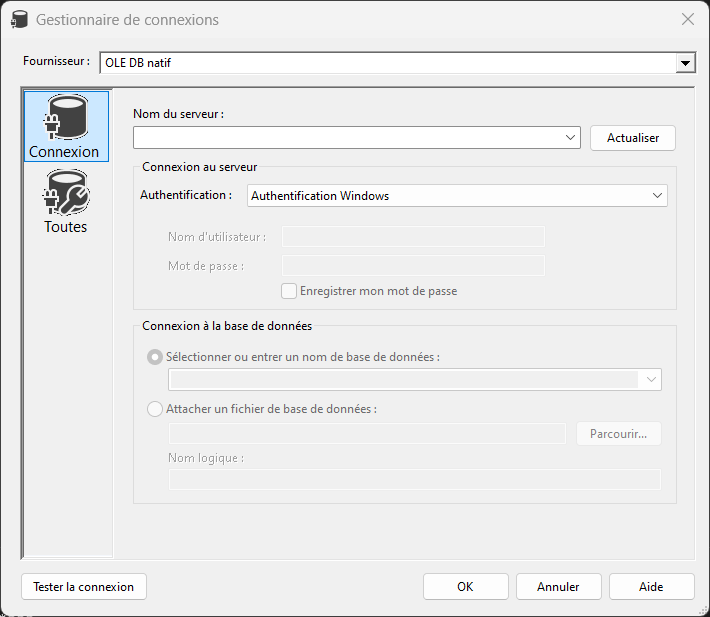 Gestionnaire de connexions
Fournisseur : OLE DB natif
Connexion
Toutes
Nom du serveur :
Actualiser
Connexion au serveur
Authentification : Authentification Windows
Nom d'utilisateur :
Mot de passe :
Enregistrer mon mot de passe
Connexion à la base de données
Sélectionner ou entrer un nom de base de données :
Attacher un fichier de base de données :
Parcourir...
Nom logique :
Tester la connexion
OK
Annuler
Aide